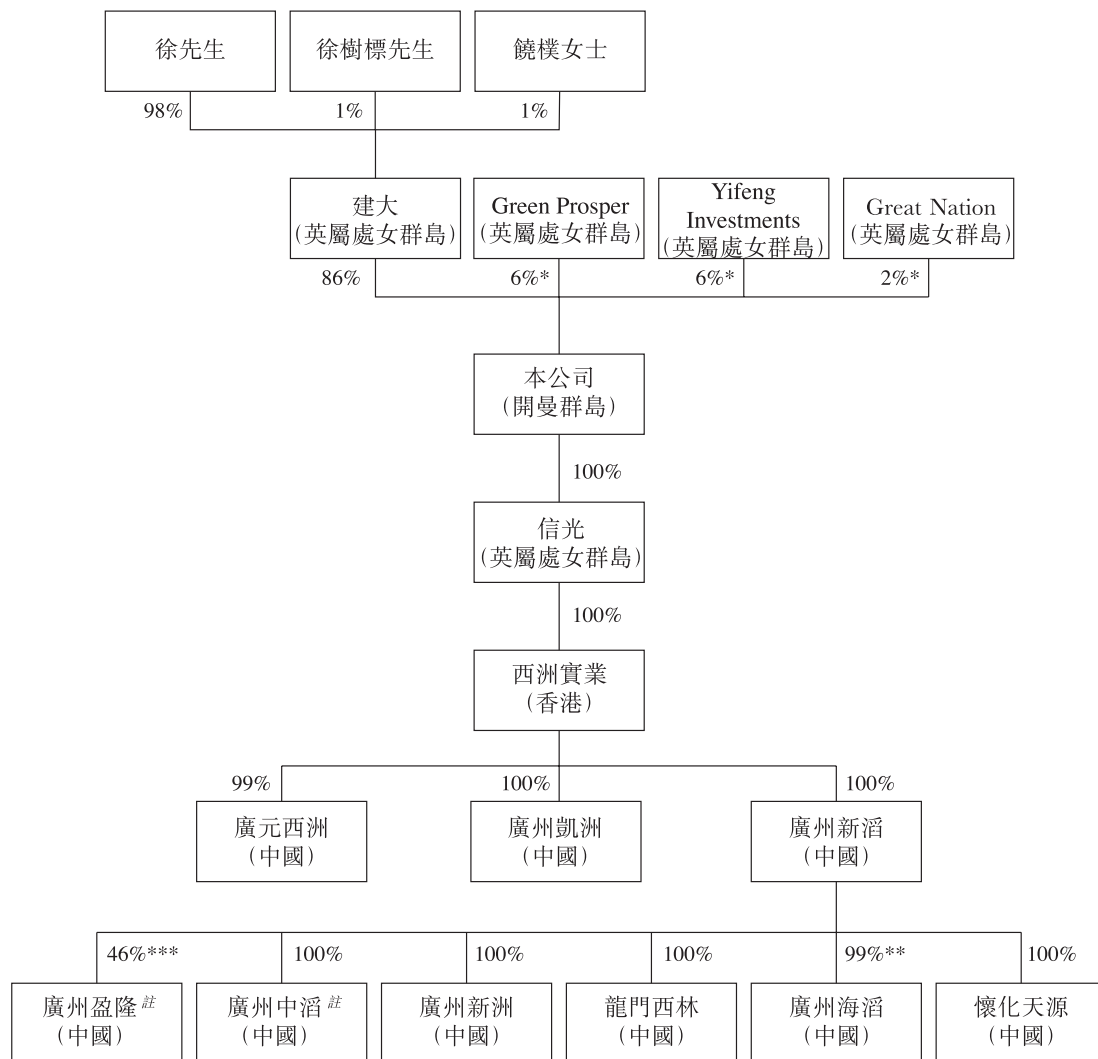 徐先生
徐樹標先生
饒樸女士
98%
1%
1%
建大
(英屬處女群島)
Green Prosper
(英屬處女群島)
Yifeng
Investments
(英屬處女群島)
Great Nation
(英屬處女群島)
86%
6%*
6%*
2%*
本公司
(開曼群島)
100%
信光
(英屬處女群島)
100%
西洲實業
(香港)
99%
100%
100%
廣元西洲
(中國)
廣州凱洲
(中國)
廣州新滔
(中國)
46%***
100%
100%
100%
99%**
100%
廣州盈隆註
(中國)
廣州中滔註
(中國)
廣州新洲
(中國)
龍門西林
(中國)
廣州海滔
(中國)
懷化天源
(中國)